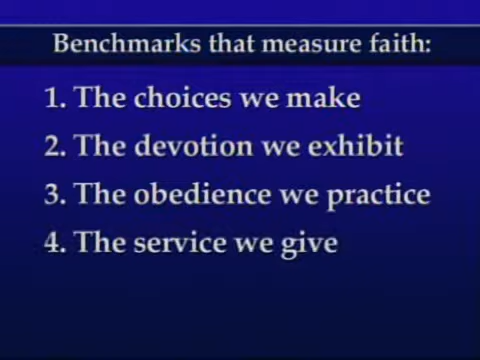 Benchmarks that measure faith:
1. The choices we make
2. The devotion we exhibit
3. The obedience we practice
4. The service we give